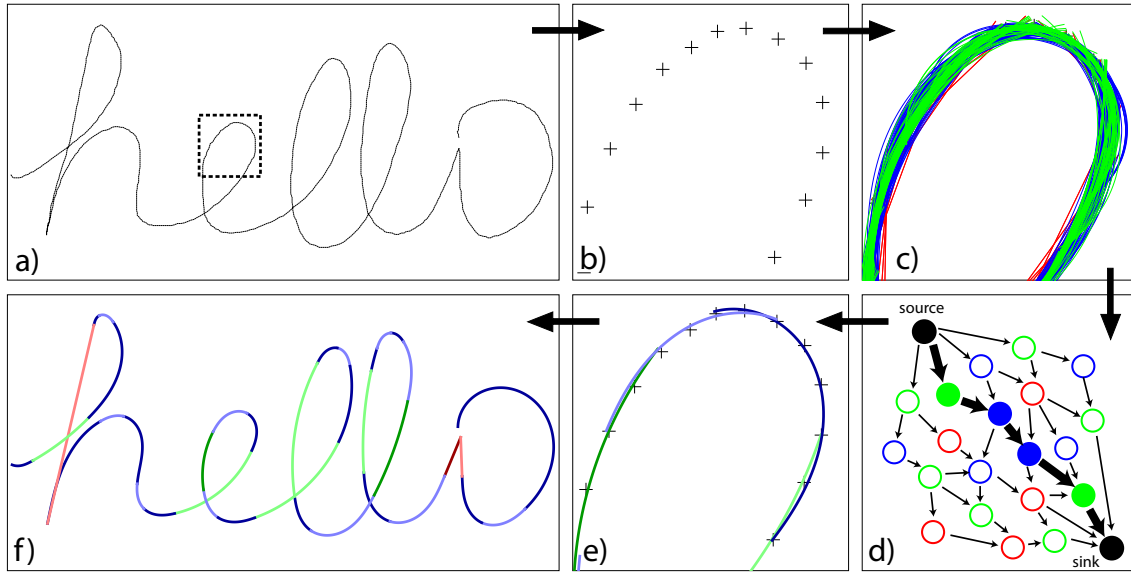 hello
a)
b)
c)
source
sink
d)
e)
hello
f)